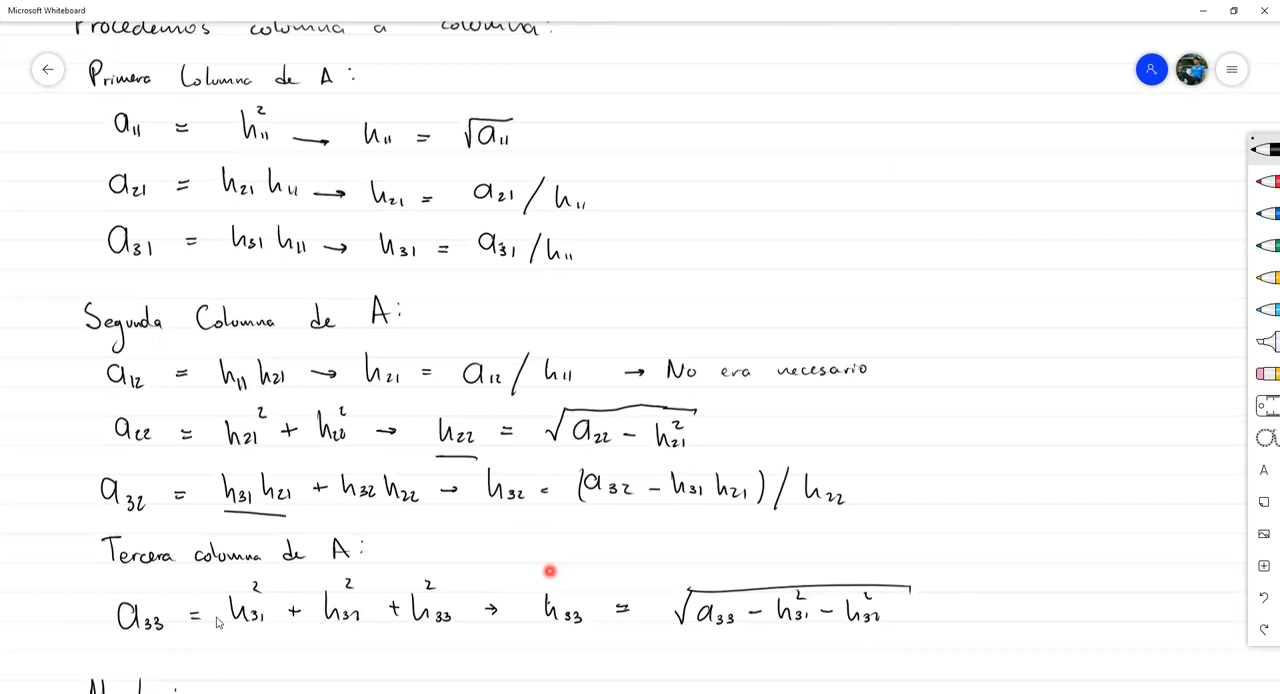 Microsoft Whiteboard
Procedemos columna a columna:
Primera Columna de A:
a₁₁ = h₁₁² → h₁₁ = √a₁₁
a₂₁ = h₂₁ h₁₁ → h₂₁ = a₂₁ / h₁₁
a₃₁ = h₃₁ h₁₁ → h₃₁ = a₃₁ / h₁₁
Segunda Columna de A:
a₁₂ = h₁₁ h₂₁ → h₂₁ = a₁₂ / h₁₁ → No era necesario
a₂₂ = h₂₁² + h₂₂² → h₂₂ = √(a₂₂ - h₂₁²)
a₃₂ = h₃₁ h₂₁ + h₃₂ h₂₂ → h₃₂ = (a₃₂ - h₃₁ h₂₁) / h₂₂
Tercera columna de A:
a₃₃ = h₃₁² + h₃₂² + h₃₃² → h₃₃ = √(a₃₃ - h₃₁² - h₃₂²)